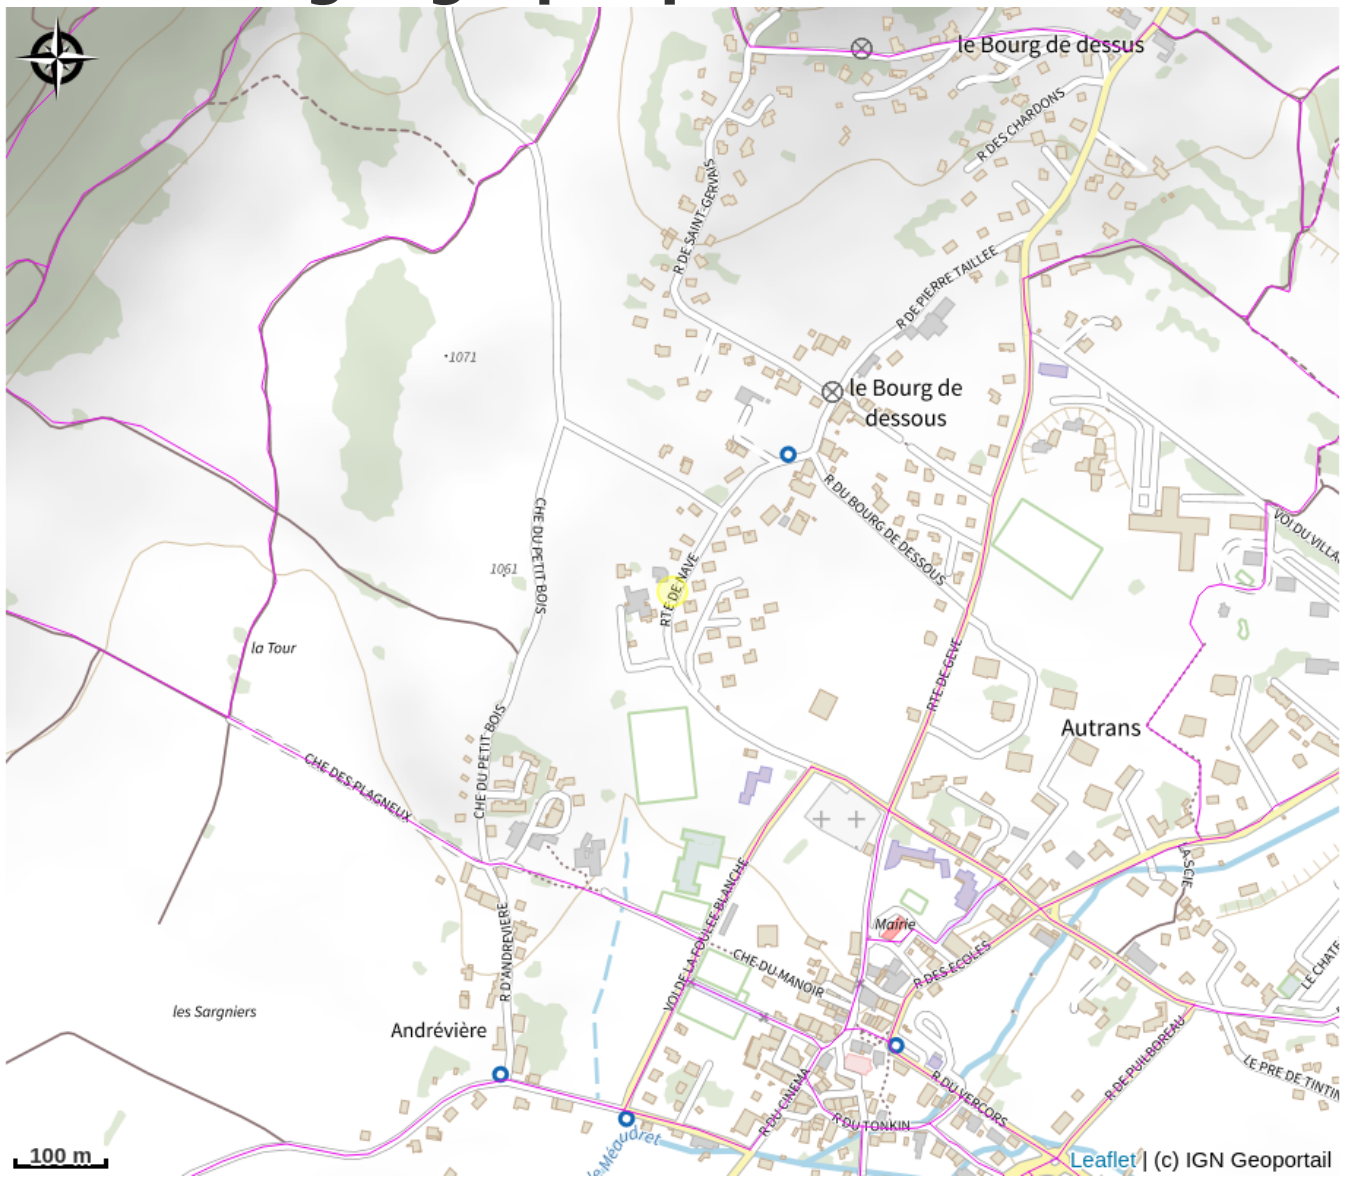 le Bourg de dessus
R DES CHARDONS
R DE SAINT-GERVAIS
R DE PIERRE TAILLEE
1071
le Bourg de
dessous
R DU BOURG DE DESSOUS
CHE DU PETIT BOIS
VOI DU VILLA
1061
RTE DE NAVE
la Tour
RTE DE GEVE
Autrans
CHE DU PETIT BOIS
CHE DES PLAGNEUX
LA SCIE
VOI DE LA FOULEE BLANCHE
Mairie
R D'ANDREVIERE
CHE DU MANOIR
R DES ECOLES
LE CHATE
les Sargniers
Andrévière
R DE PUILBOREAU
LE PRE DE TINTIN
R DU CINEMA
R DU VERCORS
R DU TONKIN
le Méaudret
100 m
Leaflet | (c) IGN Geoportail